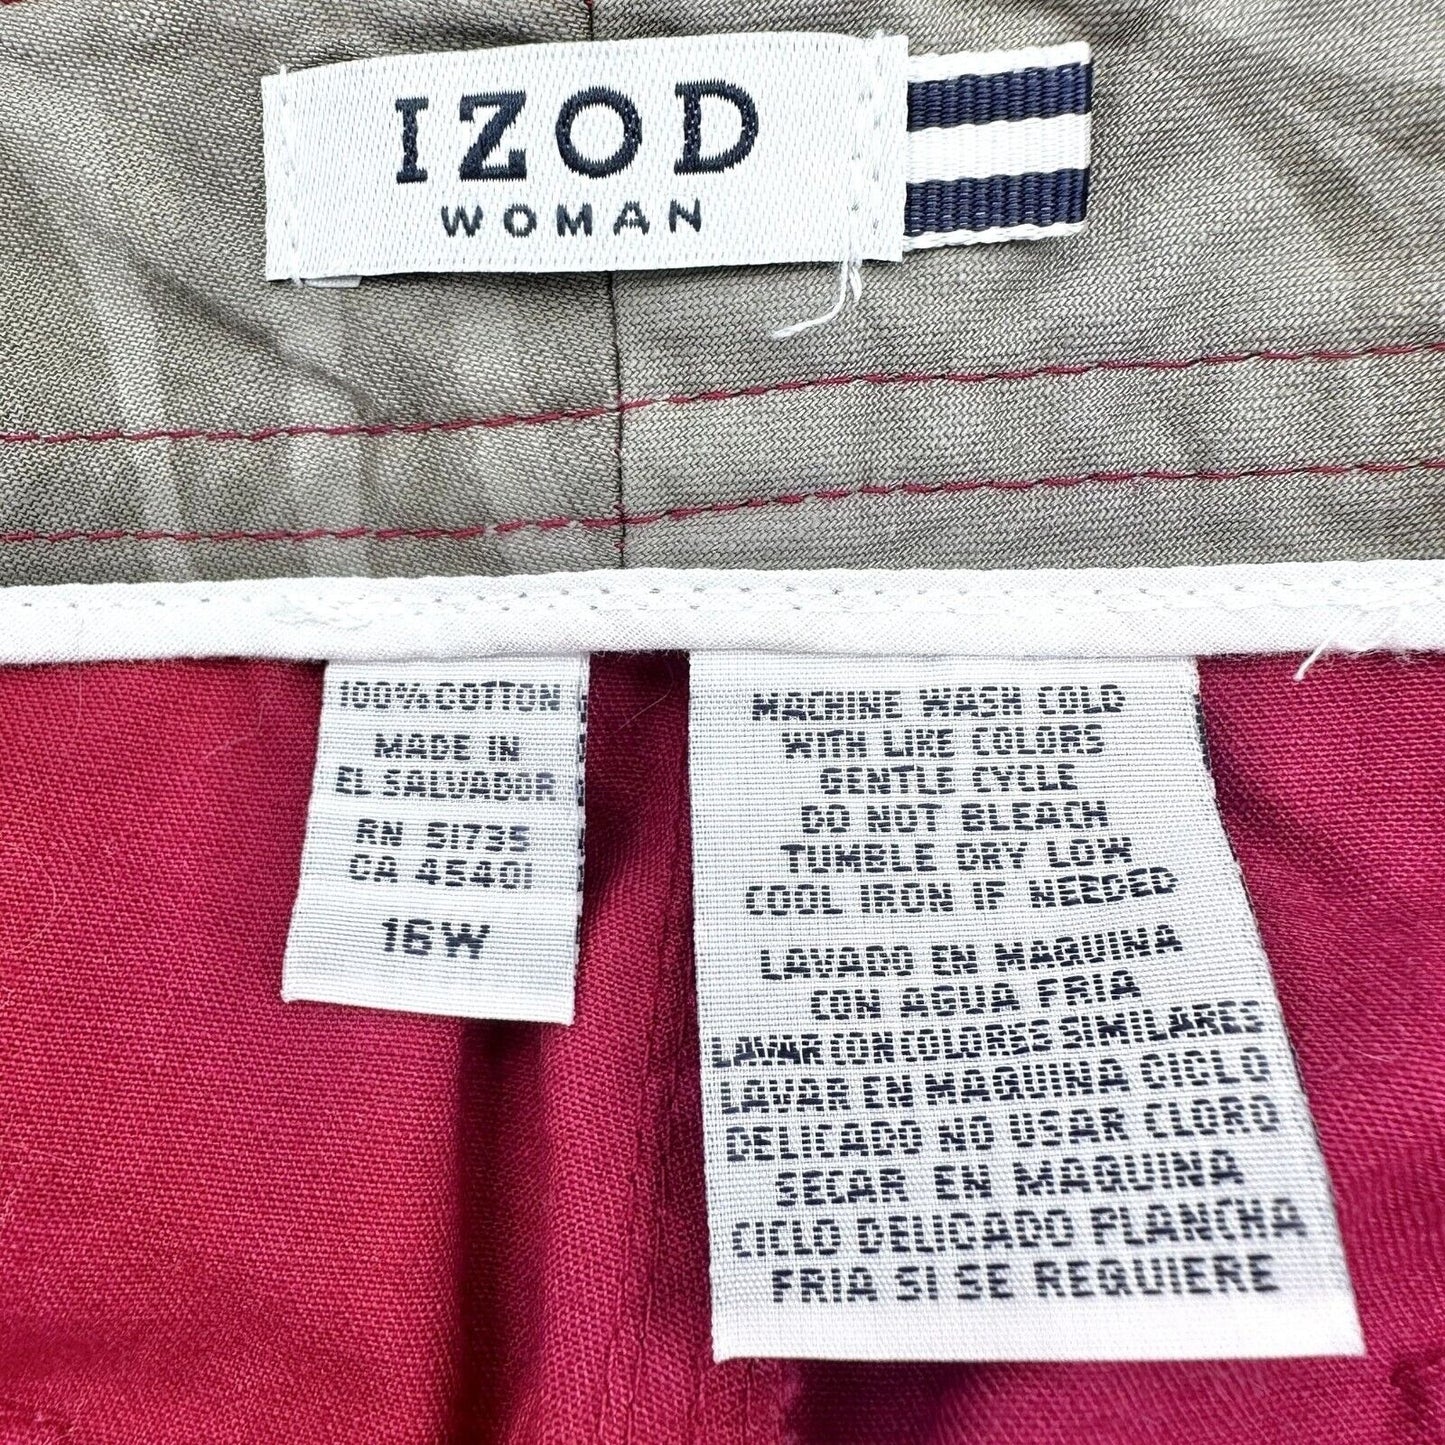 IZOD
WOMAN
100% COTTON
MADE IN
EL SALVADOR
RN 51735
CA 45401
16W
MACHINE WASH COLD
WITH LIKE COLORS
GENTLE CYCLE
DO NOT BLEACH
TUMBLE DRY LOW
COOL IRON IF NEEDED
LAVADO EN MAQUINA
CON AGUA FRIA
LAVAR CON COLORES SIMILARES
LAVAR EN MAQUINA CICLO
DELICADO NO USAR CLORO
SECAR EN MAQUINA
CICLO DELICADO PLANCHA
FRIA SI SE REQUIERE